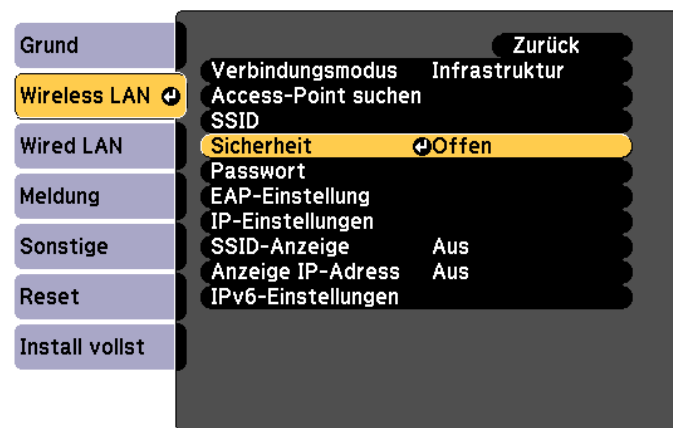 Grund
Wireless LAN
Wired LAN
Meldung
Sonstige
Reset
Install vollst
Zurück
Verbindungsmodus Infrastruktur
Access-Point suchen
SSID
Sicherheit Offen
Passwort
EAP-Einstellung
IP-Einstellungen
SSID-Anzeige Aus
Anzeige IP-Adress Aus
IPv6-Einstellungen